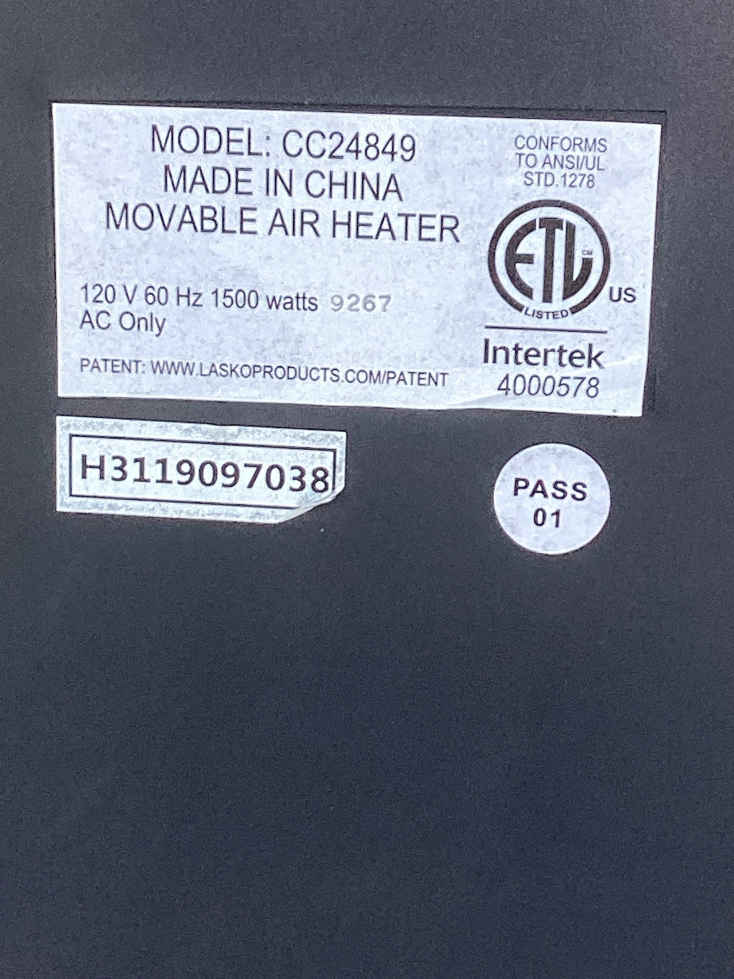 MODEL: CC24849
MADE IN CHINA
MOVABLE AIR HEATER
120 V 60 Hz 1500 watts 9267
AC Only
PATENT: WWW.LASKOPRODUCTS.COM/PATENT
CONFORMS
TO ANSI/UL
STD.1278
ETL CM
LISTED
US
Intertek
4000578
H3119097038
PASS
01